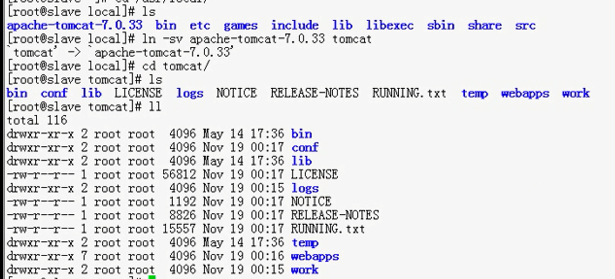 [root@slave local]# ls
apache-tomcat-7.0.33 bin etc games include lib libexec sbin share src
[root@slave local]# ln -sv apache-tomcat-7.0.33 tomcat
`tomcat' -> `apache-tomcat-7.0.33'
[root@slave local]# cd tomcat/
[root@slave tomcat]# ls
bin conf lib LICENSE logs NOTICE RELEASE-NOTES RUNNING.txt temp webapps work
[root@slave tomcat]# ll
total 116
drwxr-xr-x 2 root root 4096 May 14 17:36 bin
drwxr-xr-x 2 root root 4096 Nov 19 00:17 conf
drwxr-xr-x 2 root root 4096 May 14 17:36 lib
-rw-r--r-- 1 root root 56812 Nov 19 00:17 LICENSE
drwxr-xr-x 2 root root 4096 Nov 19 00:15 logs
-rw-r--r-- 1 root root 1192 Nov 19 00:17 NOTICE
-rw-r--r-- 1 root root 8826 Nov 19 00:17 RELEASE-NOTES
-rw-r--r-- 1 root root 15557 Nov 19 00:17 RUNNING.txt
drwxr-xr-x 2 root root 4096 May 14 17:36 temp
drwxr-xr-x 7 root root 4096 Nov 19 00:16 webapps
drwxr-xr-x 2 root root 4096 Nov 19 00:15 work